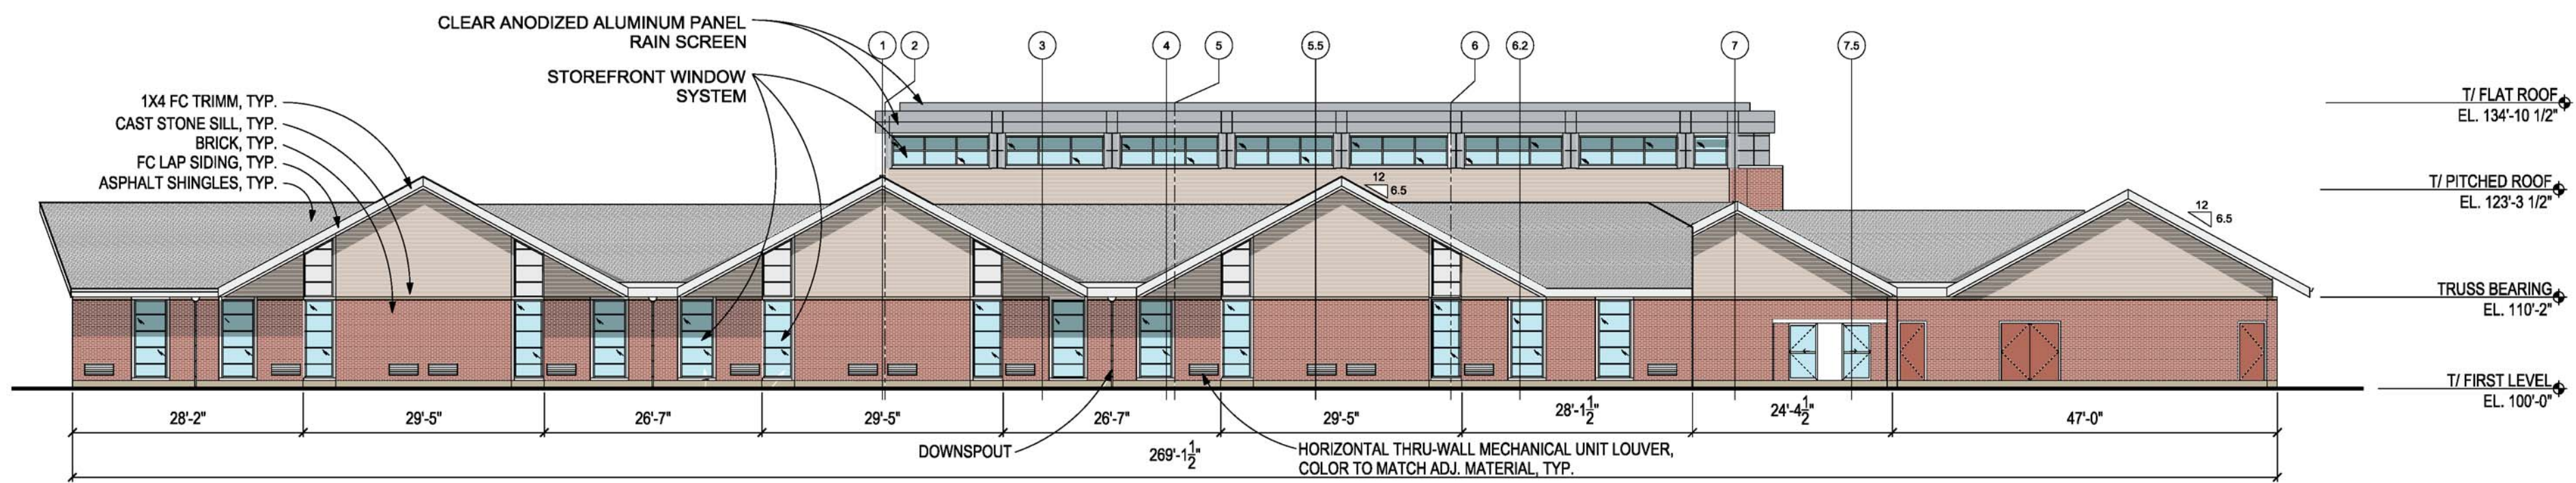 CLEAR ANODIZED ALUMINUM PANEL
RAIN SCREEN
STOREFRONT WINDOW
SYSTEM
1X4 FC TRIMM, TYP.
CAST STONE SILL, TYP.
BRICK, TYP.
FC LAP SIDING, TYP.
ASPHALT SHINGLES, TYP.
1 2 3 4 5 5.5 6 6.2 7 7.5
T/ FLAT ROOF
EL. 134'-10 1/2"
12
6.5
T/ PITCHED ROOF
EL. 123'-3 1/2"
12
6.5
TRUSS BEARING
EL. 110'-2"
T/ FIRST LEVEL
EL. 100'-0"
28'-2" 29'-5" 26'-7" 29'-5" 26'-7" 29'-5" 28'-1 1/2" 24'-4 1/2" 47'-0"
DOWNSPOUT
269'-1 1/2"
HORIZONTAL THRU-WALL MECHANICAL UNIT LOUVER,
COLOR TO MATCH ADJ. MATERIAL, TYP.